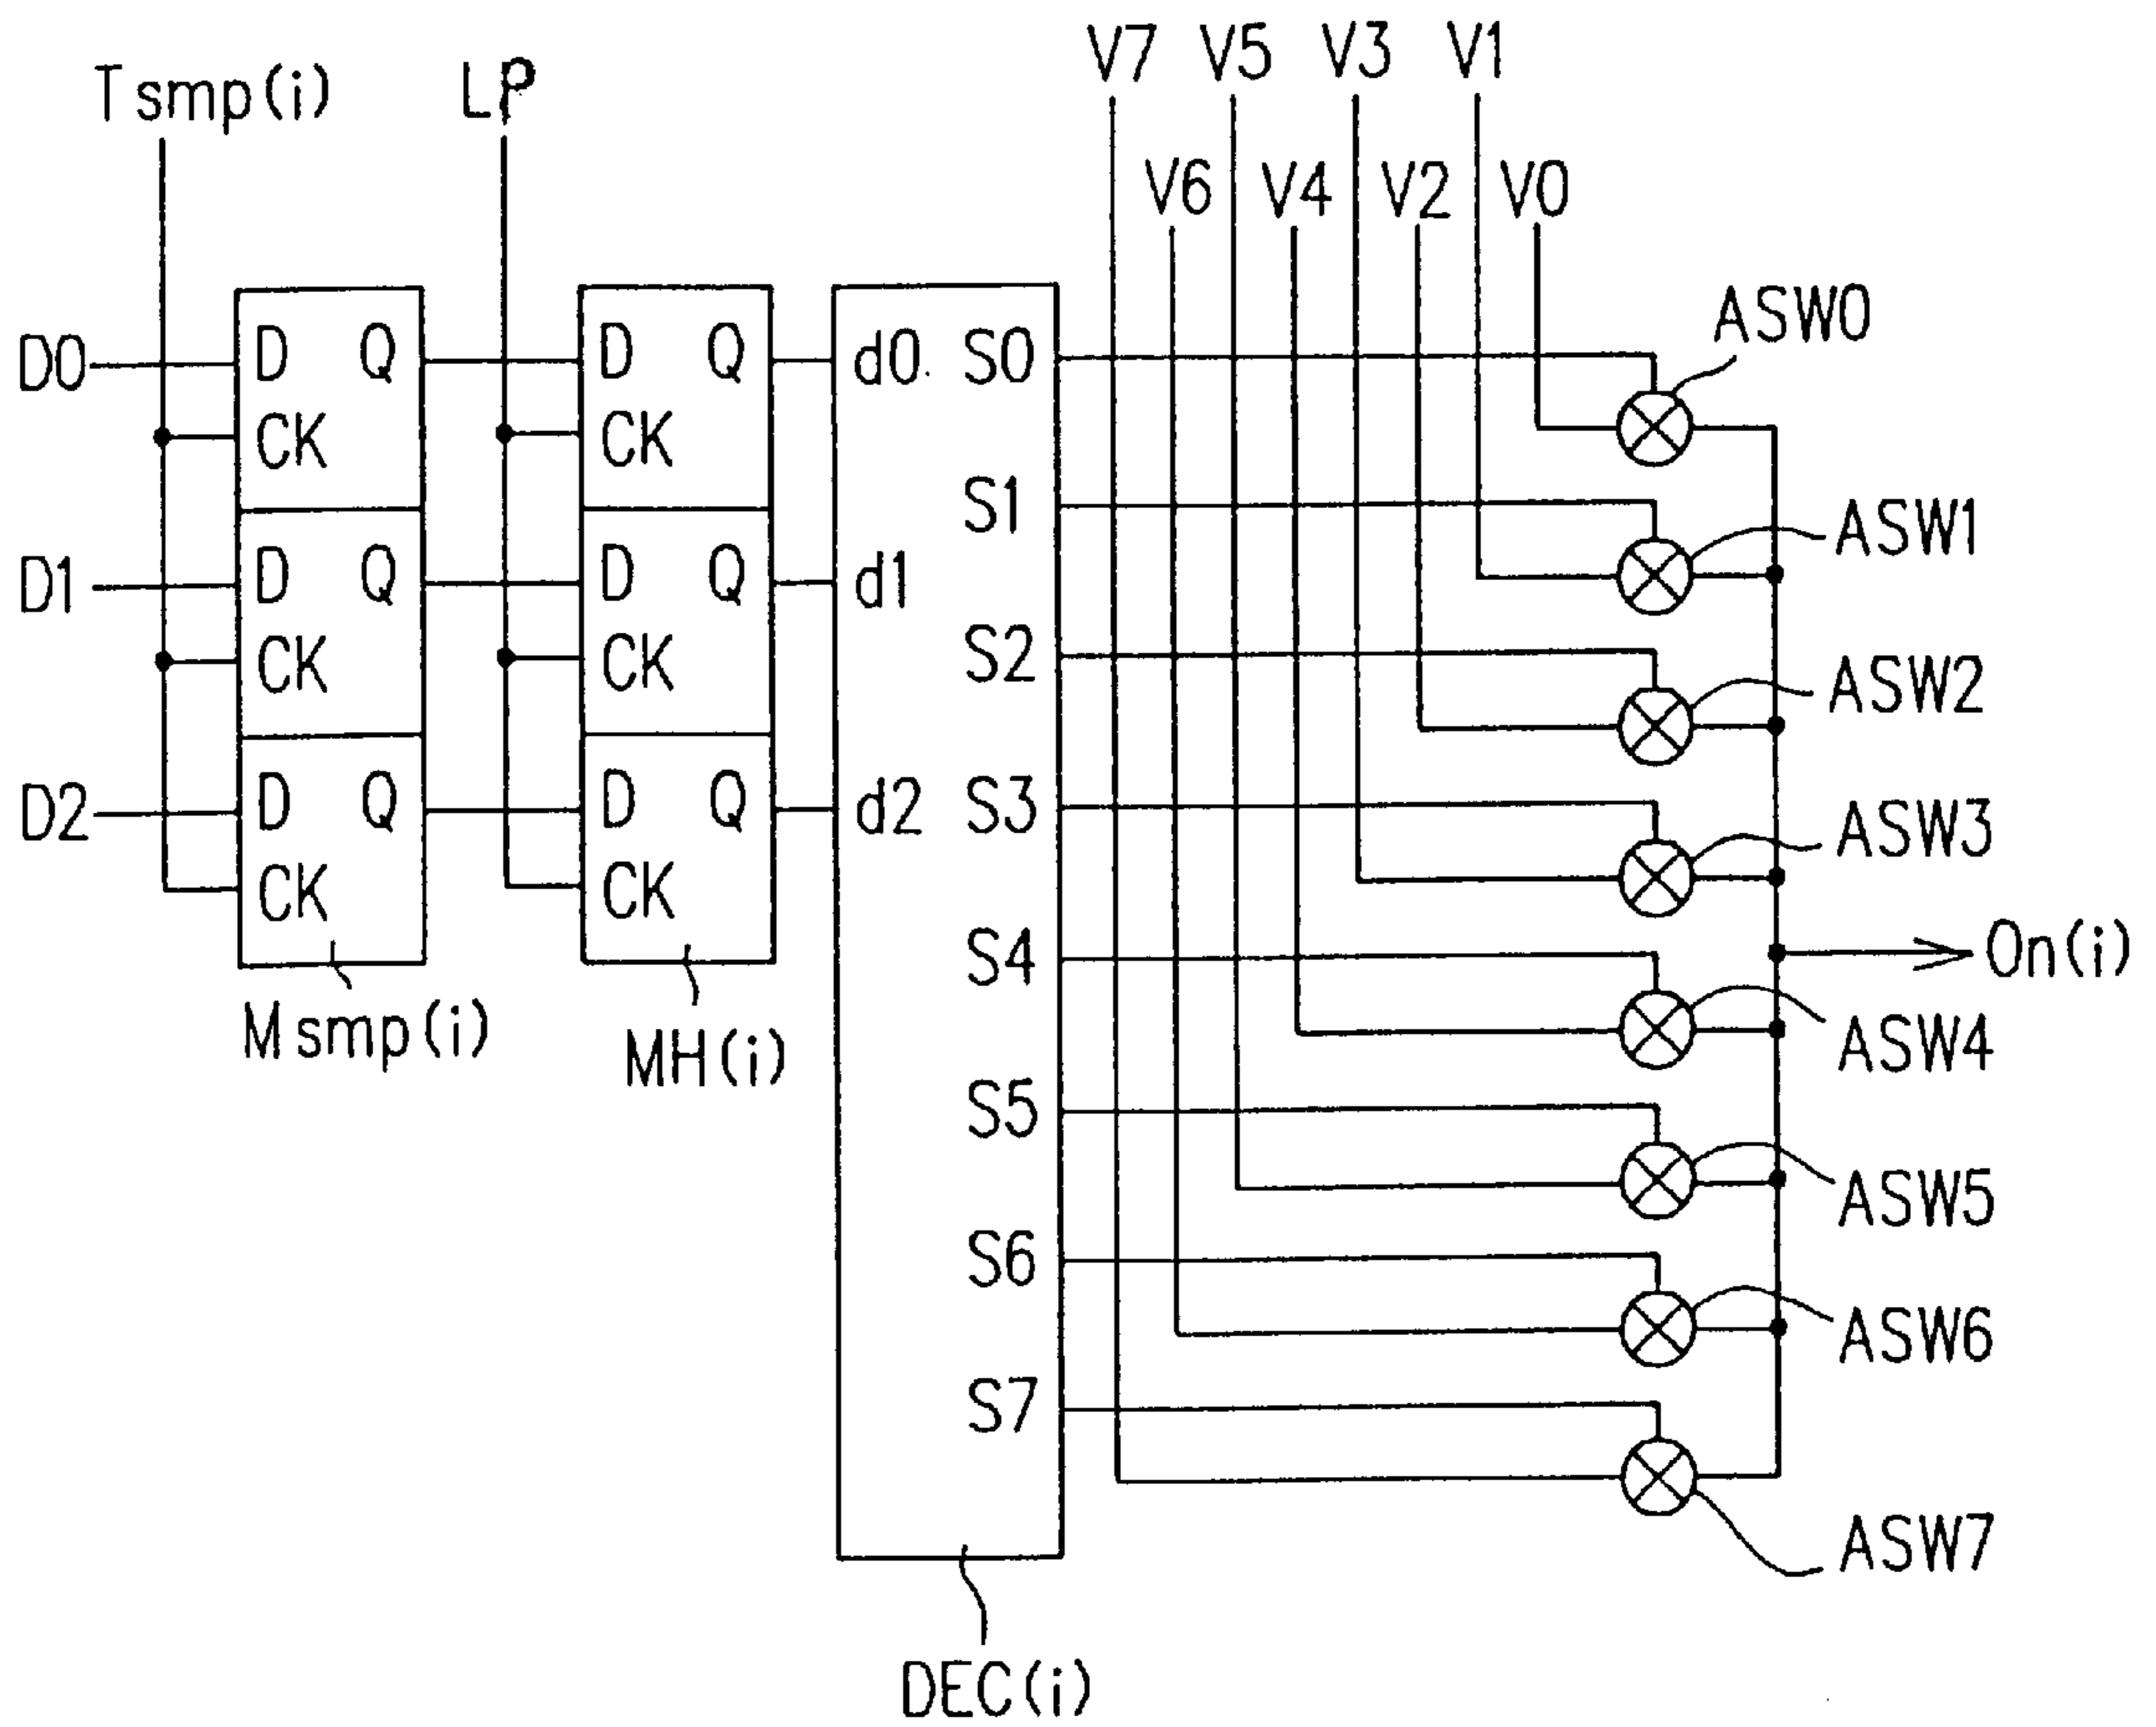 V7 V5 V3 V1
Tsmp(i) LP
V6 V4 V2 V0
ASW0
D0 D Q D Q d0 S0
CK CK
S1 ASW1
D1 D Q D Q d1
CK CK S2 ASW2
D2 D Q D Q d2 S3 ASW3
CK CK
S4 On(i)
Msmp(i) MH(i) ASW4
S5
ASW5
S6
ASW6
S7
ASW7
DEC(i)